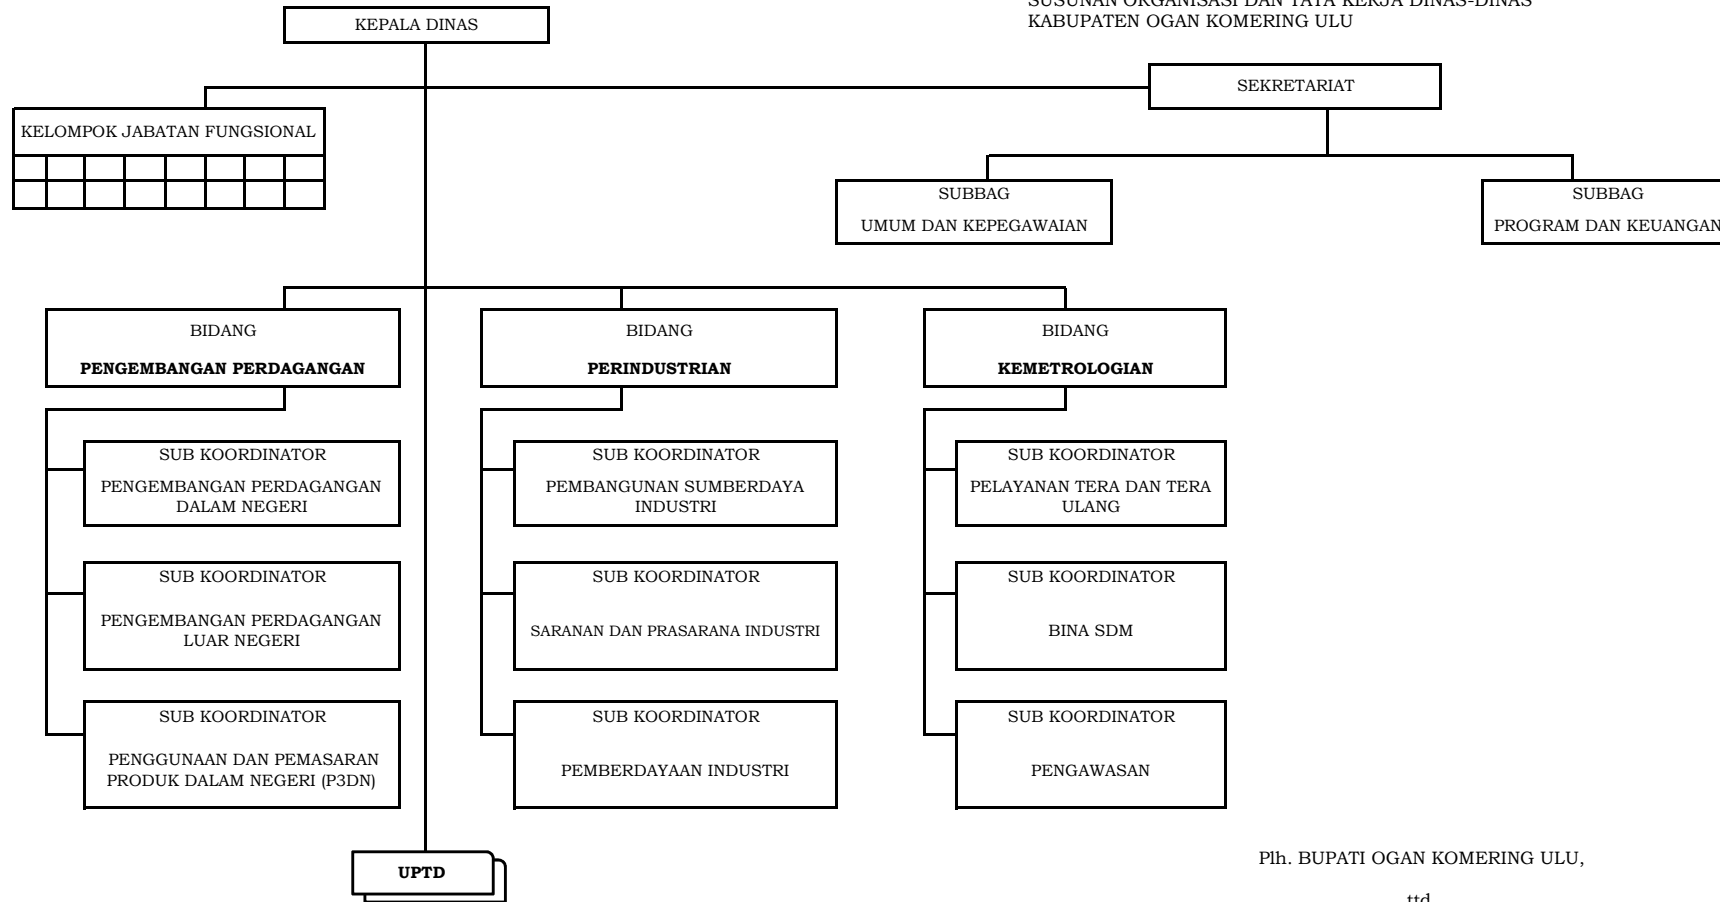 SUSUNAN ORGANISASI DAN TATA KERJA DINAS-DINAS
KABUPATEN OGAN KOMERING ULU
KEPALA DINAS
SEKRETARIAT
KELOMPOK JABATAN FUNGSIONAL
SUBBAG
UMUM DAN KEPEGAWAIAN
SUBBAG
PROGRAM DAN KEUANGAN
BIDANG
PENGEMBANGAN PERDAGANGAN
BIDANG
PERINDUSTRIAN
BIDANG
KEMETROLOGIAN
SUB KOORDINATOR
PENGEMBANGAN PERDAGANGAN
DALAM NEGERI
SUB KOORDINATOR
PEMBANGUNAN SUMBERDAYA
INDUSTRI
SUB KOORDINATOR
PELAYANAN TERA DAN TERA
ULANG
SUB KOORDINATOR
PENGEMBANGAN PERDAGANGAN
LUAR NEGERI
SUB KOORDINATOR
SARANAN DAN PRASARANA INDUSTRI
SUB KOORDINATOR
BINA SDM
SUB KOORDINATOR
PENGGUNAAN DAN PEMASARAN
PRODUK DALAM NEGERI (P3DN)
SUB KOORDINATOR
PEMBERDAYAAN INDUSTRI
SUB KOORDINATOR
PENGAWASAN
UPTD
Plh. BUPATI OGAN KOMERING ULU,
ttd